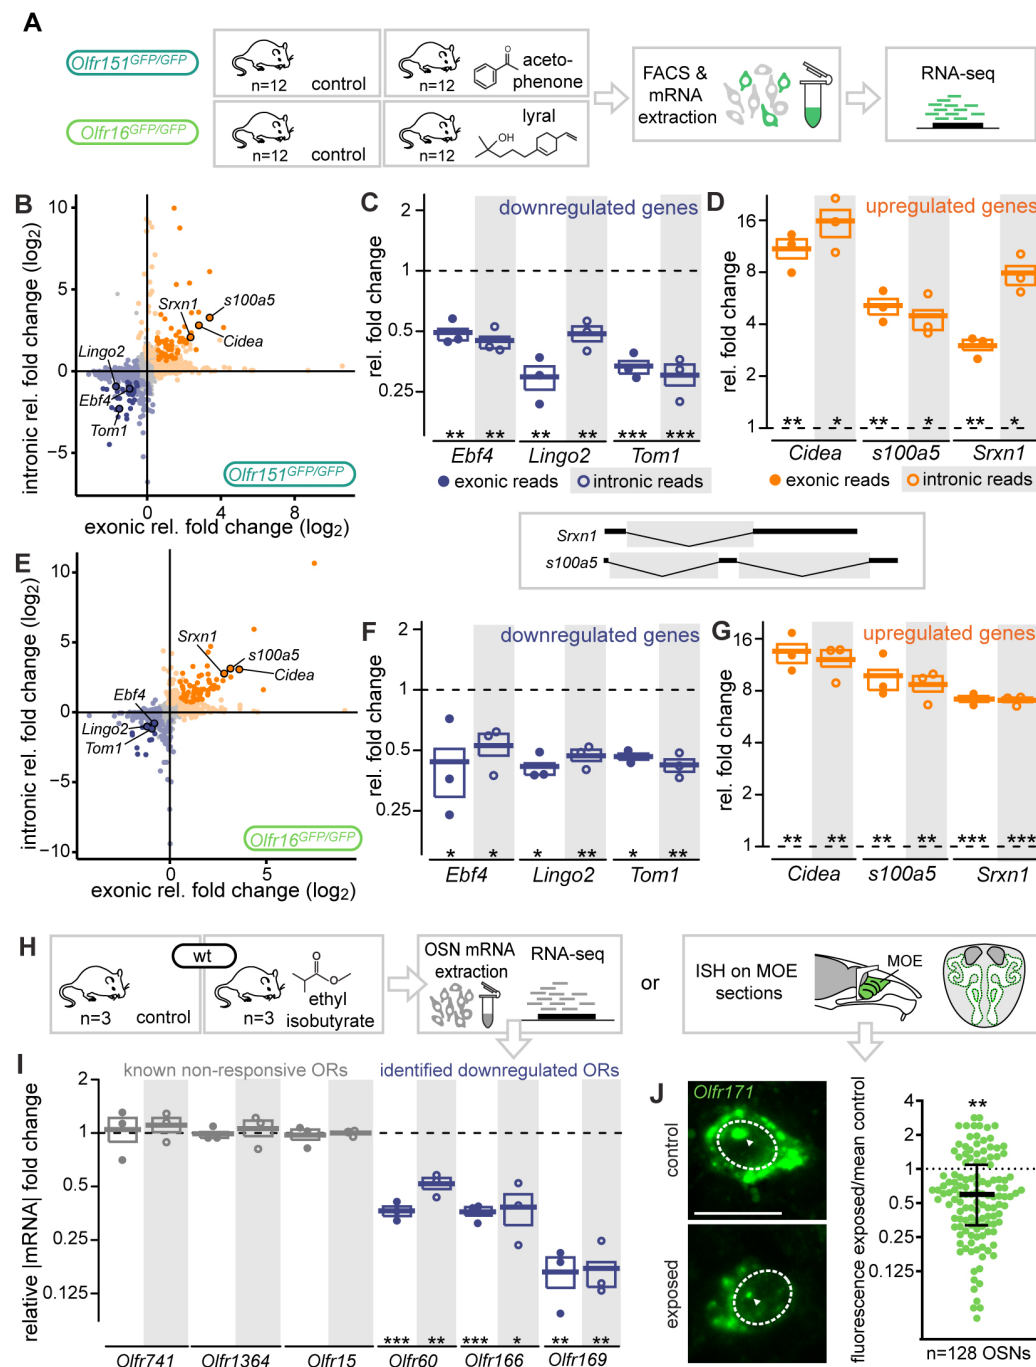 A
Olfr151GFP/GFP
n=12 control
n=12
aceto-
phenone
FACS &
mRNA
extraction
RNA-seq
Olfr16GFP/GFP
n=12 control
n=12
lyral
OH
O
B
intronic rel. fold change (log2)
10
5
0
−5
Srxn1
s100a5
Cidea
Lingo2
Ebf4
Tom1
Olfr151GFP/GFP
0 4 8
exonic rel. fold change (log2)
C
downregulated genes
rel. fold change
2
1
0.5
0.25
** ** ** ** *** ***
Ebf4 Lingo2 Tom1
exonic reads intronic reads
D
upregulated genes
rel. fold change
16
8
4
2
1
** * ** * ** *
Cidea s100a5 Srxn1
exonic reads intronic reads
Srxn1
s100a5
E
intronic rel. fold change (log2)
10
5
0
−5
−10
Srxn1
s100a5
Cidea
Ebf4
Lingo2
Tom1
Olfr16GFP/GFP
0 5
exonic rel. fold change (log2)
F
downregulated genes
rel. fold change
2
1
0.5
0.25
* * * ** * **
Ebf4 Lingo2 Tom1
G
upregulated genes
rel. fold change
16
8
4
2
1
** ** ** ** *** ***
Cidea s100a5 Srxn1
H
wt
n=3 control
n=3
O
O
ethyl
isobutyrate
OSN mRNA
extraction
RNA-seq
or
ISH on MOE
sections
MOE
I
known non-responsive ORs
identified downregulated ORs
relative |mRNA| fold change
2
1
0.5
0.25
0.125
*** ** *** * ** **
Olfr741 Olfr1364 Olfr15 Olfr60 Olfr166 Olfr169
J
Olfr171
control
exposed
fluorescence exposed/mean control
4
2
1
0.5
0.25
0.125
**
n=128 OSNs